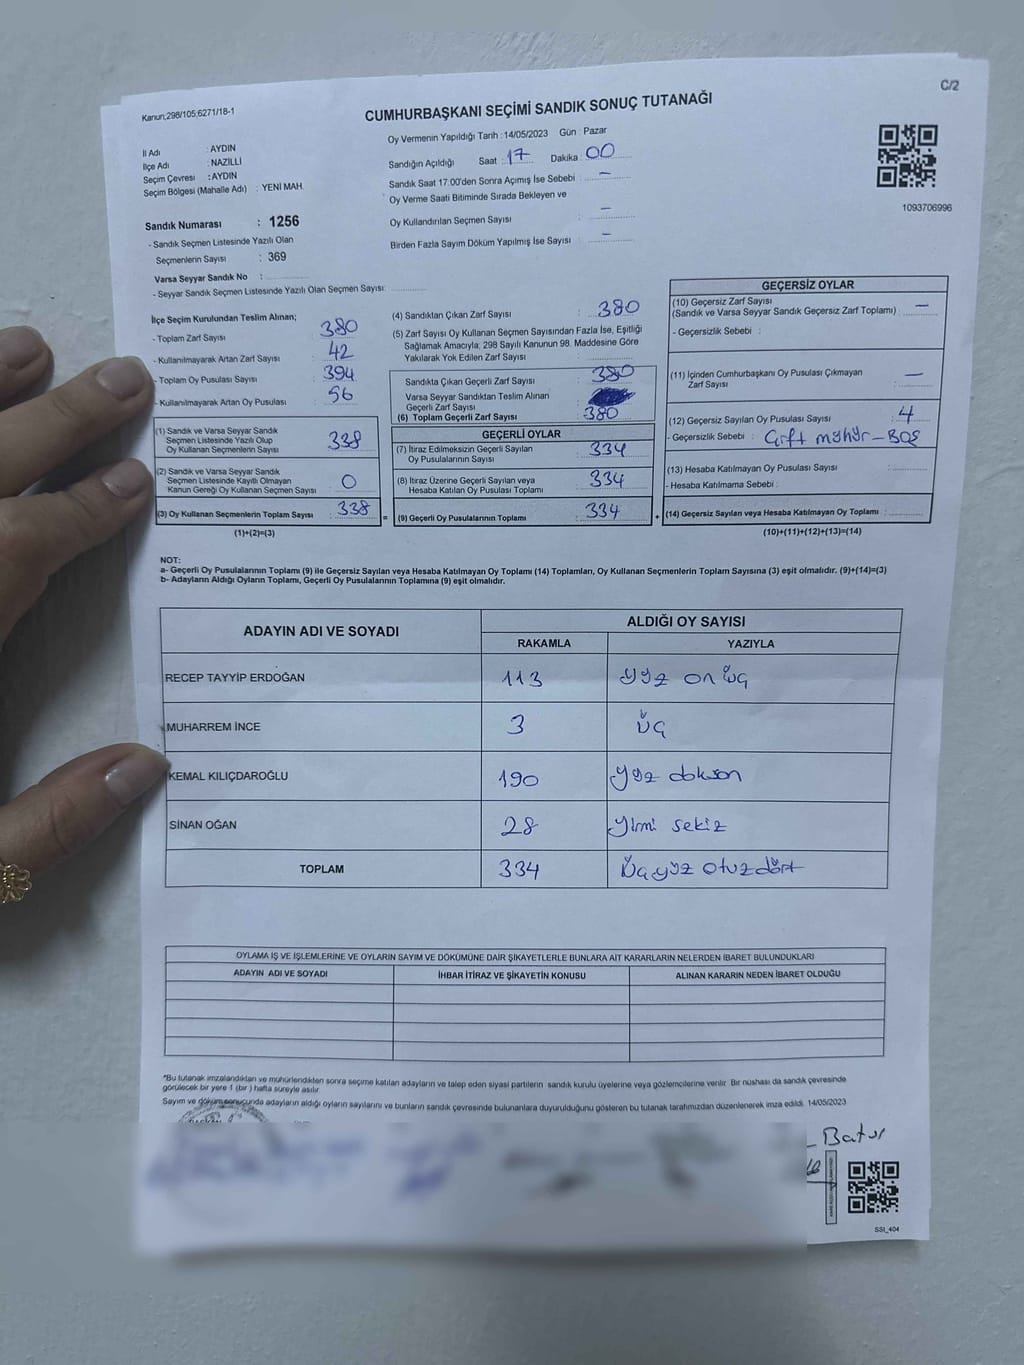 C/2
Kanun;298/105;6271/18-1
CUMHURBAŞKANI SEÇİMİ SANDIK SONUÇ TUTANAĞI
İl Adı : AYDIN
İlçe Adı : NAZİLLİ
Seçim Çevresi : AYDIN
Seçim Bölgesi (Mahalle Adı) : YENİ MAH.
Sandık Numarası : 1256
- Sandık Seçmen Listesinde Yazılı Olan
Seçmenlerin Sayısı : 369
Varsa Seyyar Sandık No :
- Seyyar Sandık Seçmen Listesinde Yazılı Olan Seçmen Sayısı:
Oy Vermenin Yapıldığı Tarih : 14/05/2023 Gün : Pazar
Sandığın Açıldığı Saat : 17 Dakika : 00
Sandık Saat 17:00'den Sonra Açımış İse Sebebi : —
Oy Verme Saati Bitiminde Sırada Bekleyen ve
Oy Kullandırılan Seçmen Sayısı : —
Birden Fazla Sayım Döküm Yapılmış İse Sayısı : —
1093706996
İlçe Seçim Kurulundan Teslim Alınan;
- Toplam Zarf Sayısı : 380
- Kullanılmayarak Artan Zarf Sayısı : 42
- Toplam Oy Pusulası Sayısı : 394
- Kullanılmayarak Artan Oy Pusulası : 56
(1) Sandık ve Varsa Seyyar Sandık
Seçmen Listesinde Yazılı Olup
Oy Kullanan Seçmenlerin Sayısı : 338
(2) Sandık ve Varsa Seyyar Sandık
Seçmen Listesinde Kayıtlı Olmayan
Kanun Gereği Oy Kullanan Seçmen Sayısı : 0
(3) Oy Kullanan Seçmenlerin Toplam Sayısı : 338
(1)+(2)=(3)
(4) Sandıktan Çıkan Zarf Sayısı : 380
(5) Zarf Sayısı Oy Kullanan Seçmen Sayısından Fazla İse, Eşitliği
Sağlamak Amacıyla, 298 Sayılı Kanunun 98. Maddesine Göre
Yakılarak Yok Edilen Zarf Sayısı :
Sandıkta Çıkan Geçerli Zarf Sayısı : 380
Varsa Seyyar Sandıktan Teslim Alınan
Geçerli Zarf Sayısı
(6) Toplam Geçerli Zarf Sayısı : 380
GEÇERLİ OYLAR
(7) İtiraz Edilmeksizin Geçerli Sayılan
Oy Pusulalarının Sayısı : 334
(8) İtiraz Üzerine Geçerli Sayılan veya
Hesaba Katılan Oy Pusulası Toplamı : 334
= (9) Geçerli Oy Pusulalarının Toplamı : 334 +
GEÇERSİZ OYLAR
(10) Geçersiz Zarf Sayısı
(Sandık ve Varsa Seyyar Sandık Geçersiz Zarf Toplamı) : —
- Geçersizlik Sebebi :
(11) İçinden Cumhurbaşkanı Oy Pusulası Çıkmayan
Zarf Sayısı : —
(12) Geçersiz Sayılan Oy Pusulası Sayısı : 4
- Geçersizlik Sebebi : Çift mühür – Boş
(13) Hesaba Katılmayan Oy Pusulası Sayısı :
- Hesaba Katılmama Sebebi :
(14) Geçersiz Sayılan veya Hesaba Katılmayan Oy Toplamı :
(10)+(11)+(12)+(13)=(14)
NOT:
a- Geçerli Oy Pusulalarının Toplamı (9) ile Geçersiz Sayılan veya Hesaba Katılmayan Oy Toplamı (14) Toplamları, Oy Kullanan Seçmenlerin Toplam Sayısına (3) eşit olmalıdır. (9)+(14)=(3)
b- Adayların Aldığı Oyların Toplamı, Geçerli Oy Pusulalarının Toplamına (9) eşit olmalıdır.
ADAYIN ADI VE SOYADI ALDIĞI OY SAYISI
RAKAMLA YAZIYLA
RECEP TAYYİP ERDOĞAN 113 yüz on üç
MUHARREM İNCE 3 üç
KEMAL KILIÇDAROĞLU 190 yüz doksan
SİNAN OĞAN 28 yirmi sekiz
TOPLAM 334 üçyüz otuzdört
OYLAMA İŞ VE İŞLEMLERİNE VE OYLARIN SAYIM VE DÖKÜMÜNE DAİR ŞİKAYETLERLE BUNLARA AİT KARARLARIN NELERDEN İBARET BULUNDUKLARI
ADAYIN ADI VE SOYADI İHBAR İTİRAZ VE ŞİKAYETİN KONUSU ALINAN KARARIN NEDEN İBARET OLDUĞU
*Bu tutanak imzalandıktan ve mühürlendikten sonra seçime katılan adayların ve talep eden siyasi partilerin sandık kurulu üyelerine veya gözlemcilerine verilir. Bir nüshası da sandık çevresinde
görülecek bir yere 1 (bir) hafta süreyle asılır.
Sayım ve döküm sonucunda adayların aldığı oyların sayılarını ve bunların sandık çevresinde bulunanlara duyurulduğunu gösteren bu tutanak tarafımızdan düzenlenerek imza edildi. 14/05/2023
Batur
SSI_404